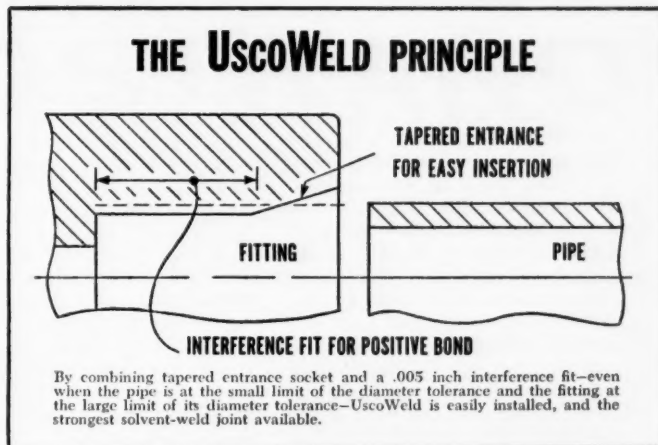 THE USCOWELD PRINCIPLE
TAPERED ENTRANCE
FOR EASY INSERTION
FITTING
PIPE
INTERFERENCE FIT FOR POSITIVE BOND
By combining tapered entrance socket and a .005 inch interference fit—even
when the pipe is at the small limit of the diameter tolerance and the fitting at
the large limit of its diameter tolerance—UscoWeld is easily installed, and the
strongest solvent-weld joint available.